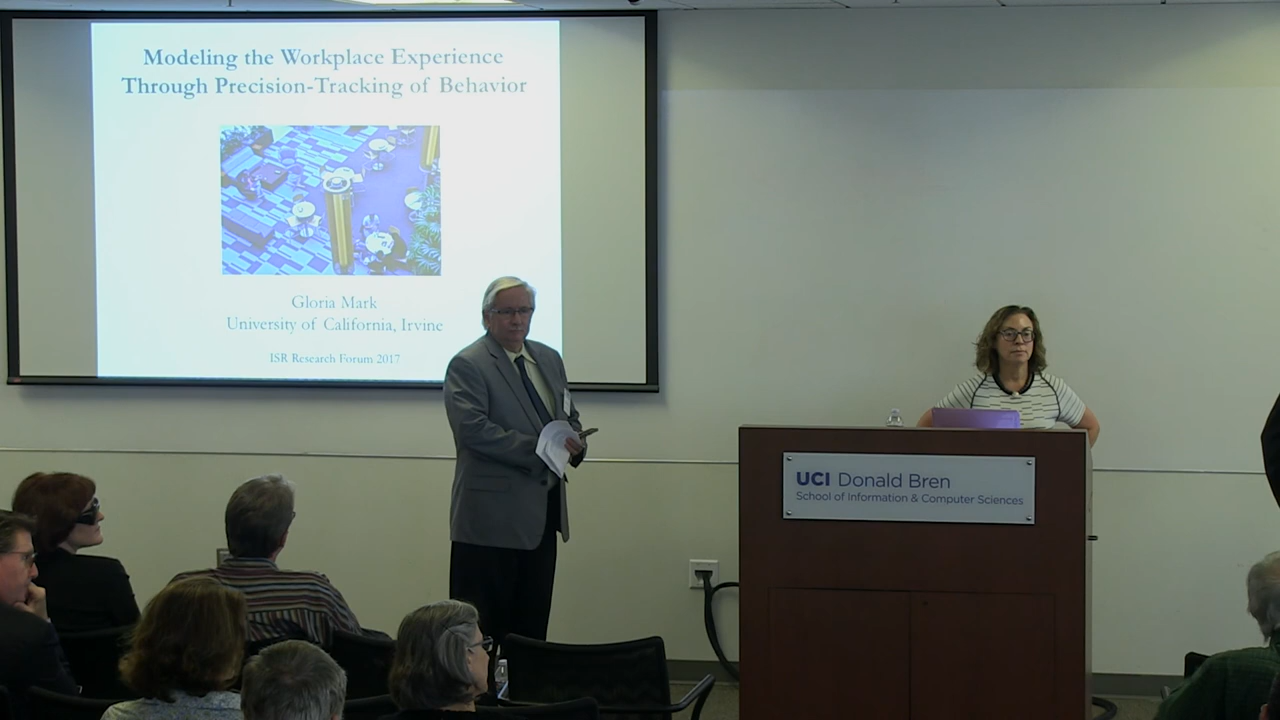 Modeling the Workplace Experience
Through Precision-Tracking of Behavior
Gloria Mark
University of California, Irvine
ISR Research Forum 2017
UCI Donald Bren
School of Information & Computer Sciences